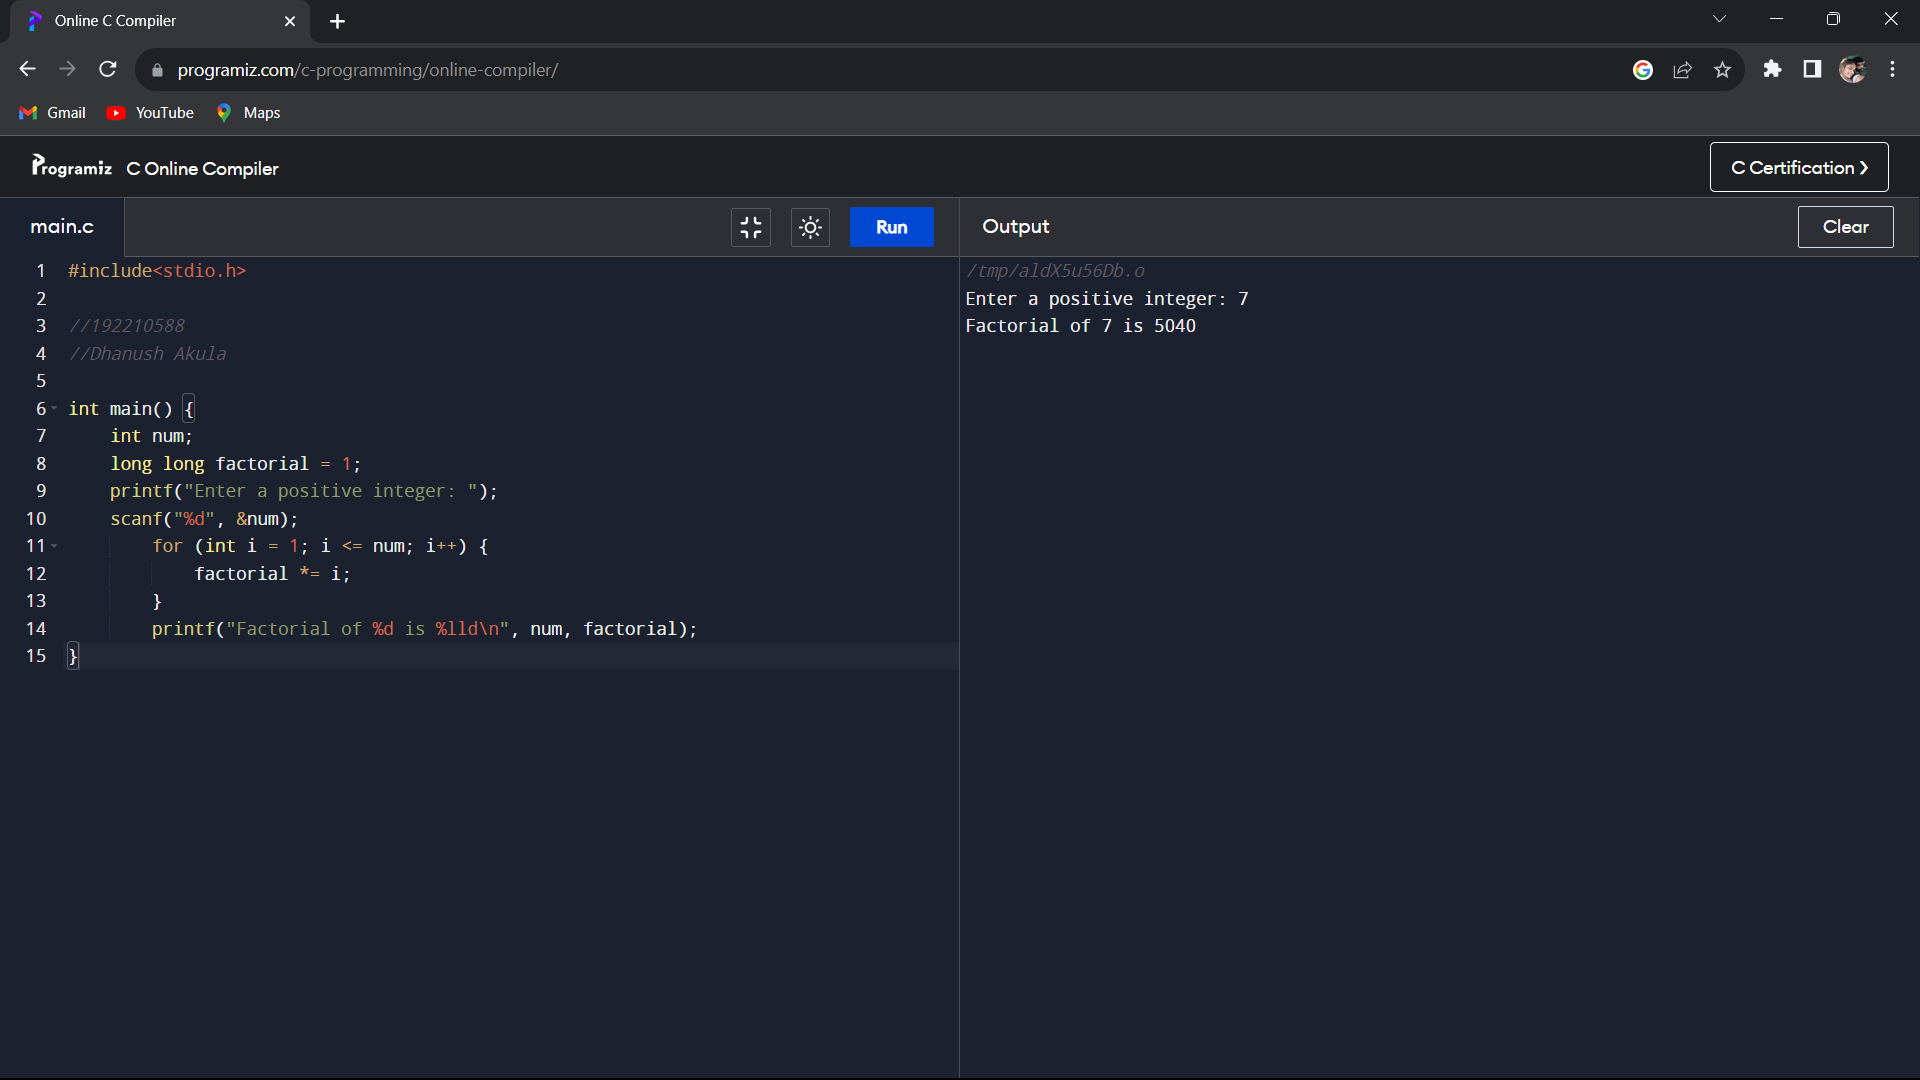 Online C Compiler
programiz.com/c-programming/online-compiler/
Gmail YouTube Maps
Programiz C Online Compiler
C Certification >
main.c
Run
Output
Clear
1 #include<stdio.h>
2
3 //192210588
4 //Dhanush Akula
5
6 int main() {
7 int num;
8 long long factorial = 1;
9 printf("Enter a positive integer: ");
10 scanf("%d", &num);
11 for (int i = 1; i <= num; i++) {
12 factorial *= i;
13 }
14 printf("Factorial of %d is %lld\n", num, factorial);
15 }
/tmp/aldX5u56Db.o
Enter a positive integer: 7
Factorial of 7 is 5040